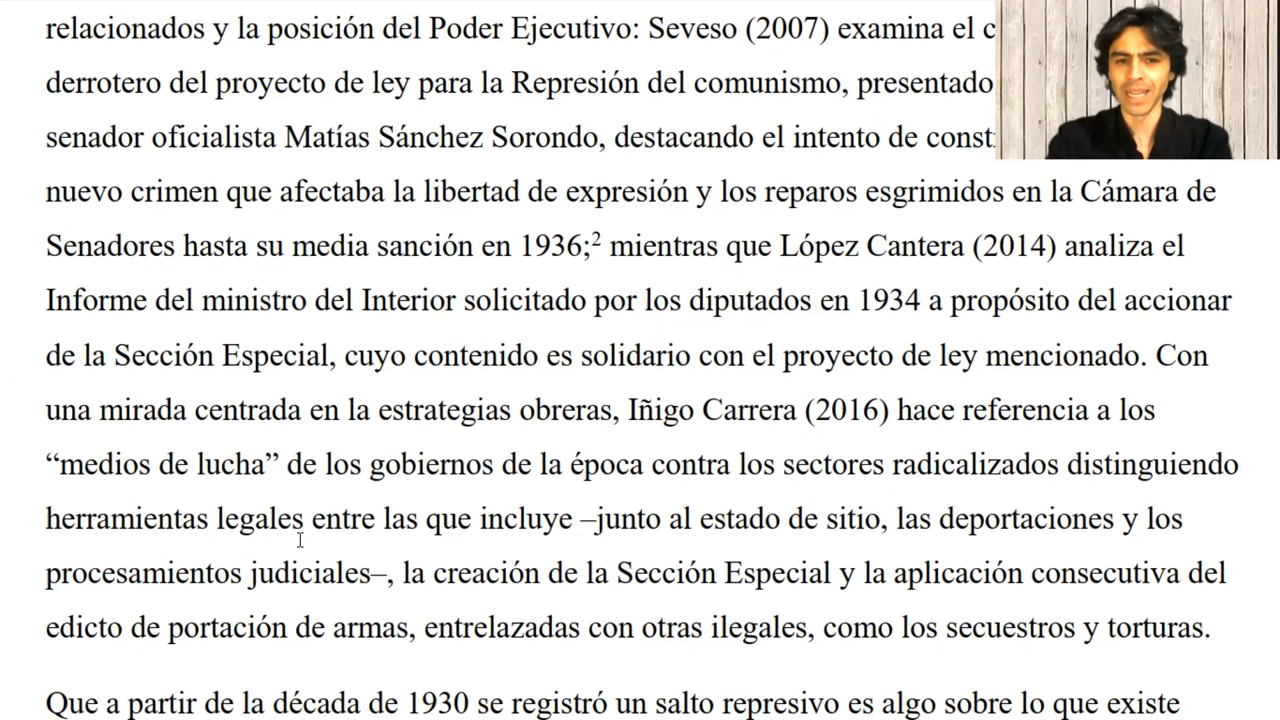 relacionados y la posición del Poder Ejecutivo: Seveso (2007) examina el
derrotero del proyecto de ley para la Represión del comunismo, presentado
senador oficialista Matías Sánchez Sorondo, destacando el intento de
nuevo crimen que afectaba la libertad de expresión y los reparos esgrimidos en la Cámara de
Senadores hasta su media sanción en 1936;² mientras que López Cantera (2014) analiza el
Informe del ministro del Interior solicitado por los diputados en 1934 a propósito del accionar
de la Sección Especial, cuyo contenido es solidario con el proyecto de ley mencionado. Con
una mirada centrada en la estrategias obreras, Iñigo Carrera (2016) hace referencia a los
“medios de lucha” de los gobiernos de la época contra los sectores radicalizados distinguiendo
herramientas legales entre las que incluye –junto al estado de sitio, las deportaciones y los
procesamientos judiciales–, la creación de la Sección Especial y la aplicación consecutiva del
edicto de portación de armas, entrelazadas con otras ilegales, como los secuestros y torturas.
Que a partir de la década de 1930 se registró un salto represivo es algo sobre lo que existe